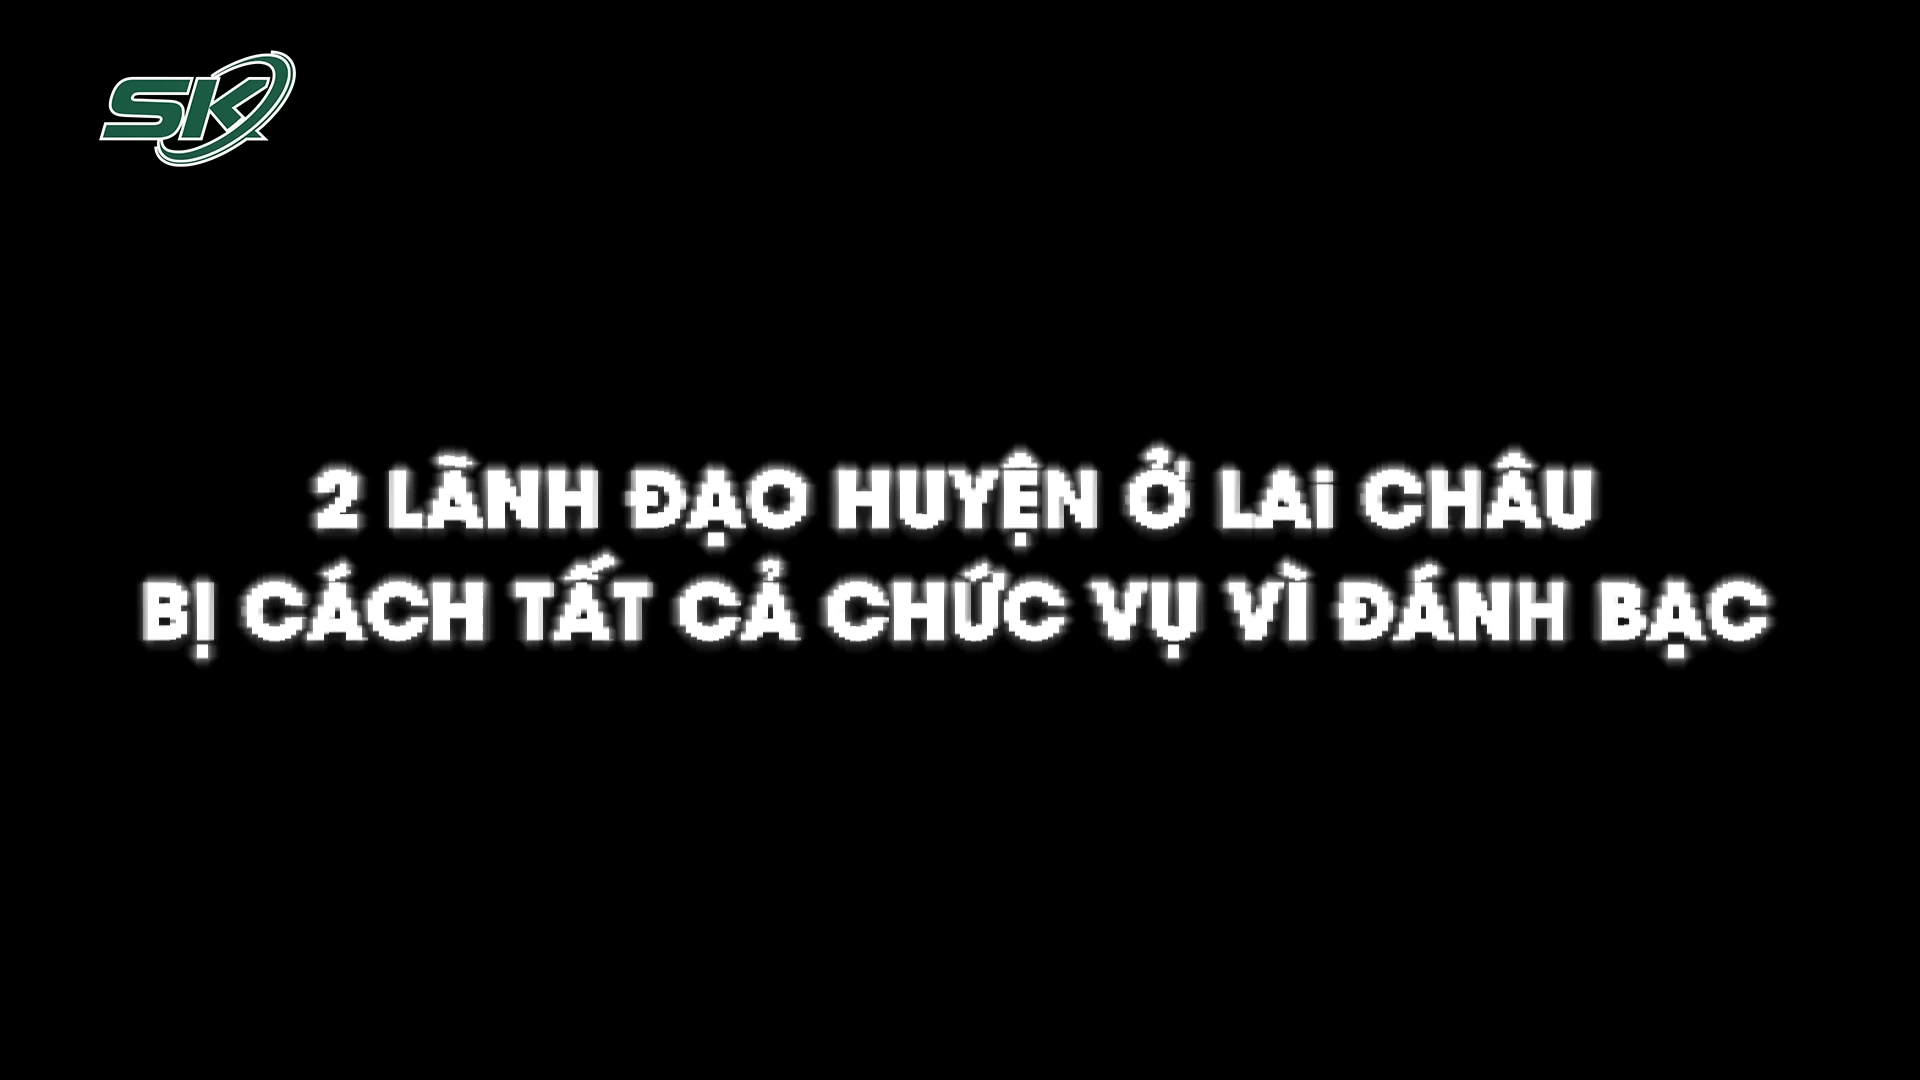 SK
2 LÃNH ĐẠO HUYỆN Ở LAi CHÂU
BỊ CÁCH TẤT CẢ CHỨC VỤ VÌ ĐÁNH BẠC